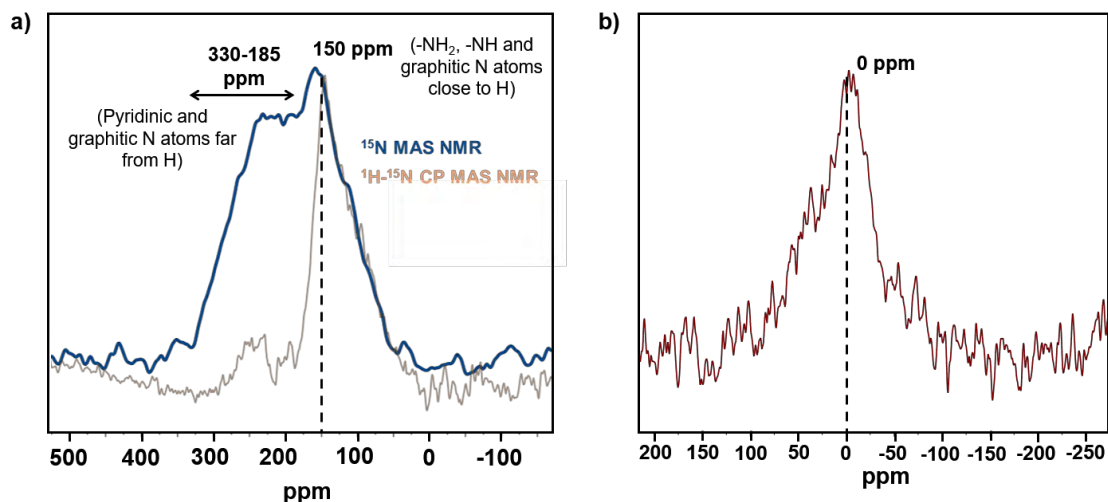 a)
330-185
ppm
150 ppm
(-NH₂, -NH and
graphitic N atoms
close to H)
(Pyridinic and
graphitic N atoms far
from H)
¹⁵N MAS NMR
¹H-¹⁵N CP MAS NMR
500 400 300 200 100 0 -100
ppm
b)
0 ppm
200 150 100 50 0 -50 -100 -150 -200 -250
ppm